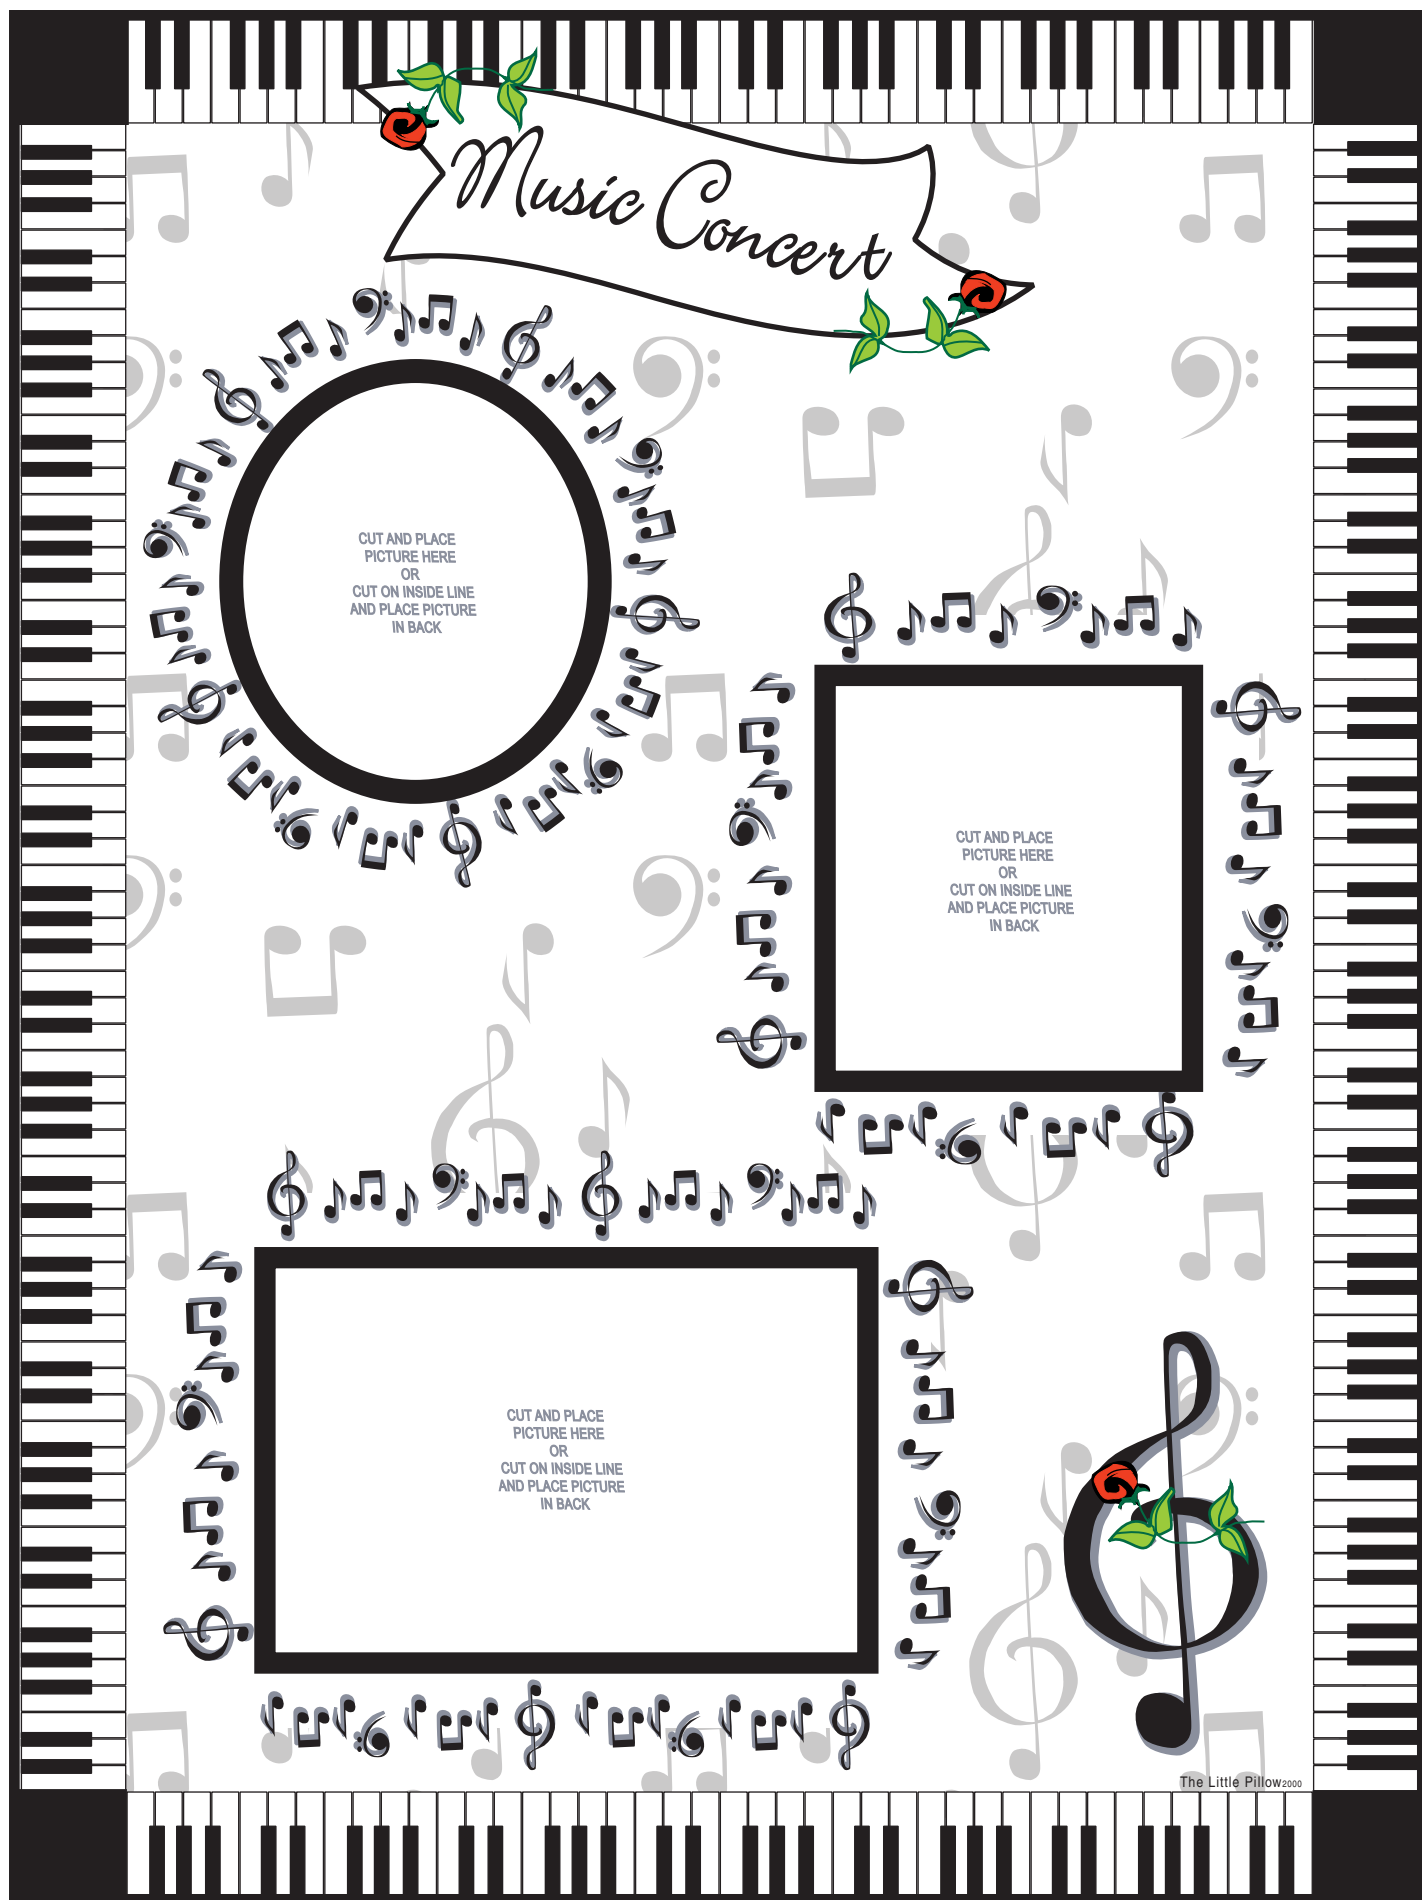 Music Concert
CUT AND PLACE
PICTURE HERE
OR
CUT ON INSIDE LINE
AND PLACE PICTURE
IN BACK
CUT AND PLACE
PICTURE HERE
OR
CUT ON INSIDE LINE
AND PLACE PICTURE
IN BACK
CUT AND PLACE
PICTURE HERE
OR
CUT ON INSIDE LINE
AND PLACE PICTURE
IN BACK
The Little Pillow2000